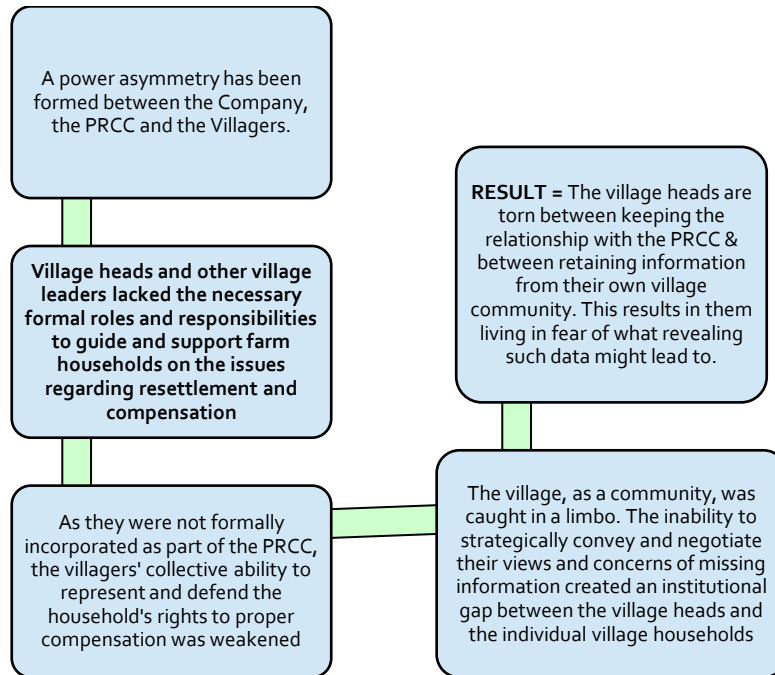 A power asymmetry has been
formed between the Company,
the PRCC and the Villagers.
Village heads and other village
leaders lacked the necessary
formal roles and responsibilities
to guide and support farm
households on the issues
regarding resettlement and
compensation
As they were not formally
incorporated as part of the PRCC,
the villagers' collective ability to
represent and defend the
household's rights to proper
compensation was weakened
The village, as a community, was
caught in a limbo. The inability to
strategically convey and negotiate
their views and concerns of missing
information created an institutional
gap between the village heads and
the individual village households
RESULT = The village heads are
torn between keeping the
relationship with the PRCC &
between retaining information
from their own village
community. This results in them
living in fear of what revealing
such data might lead to.